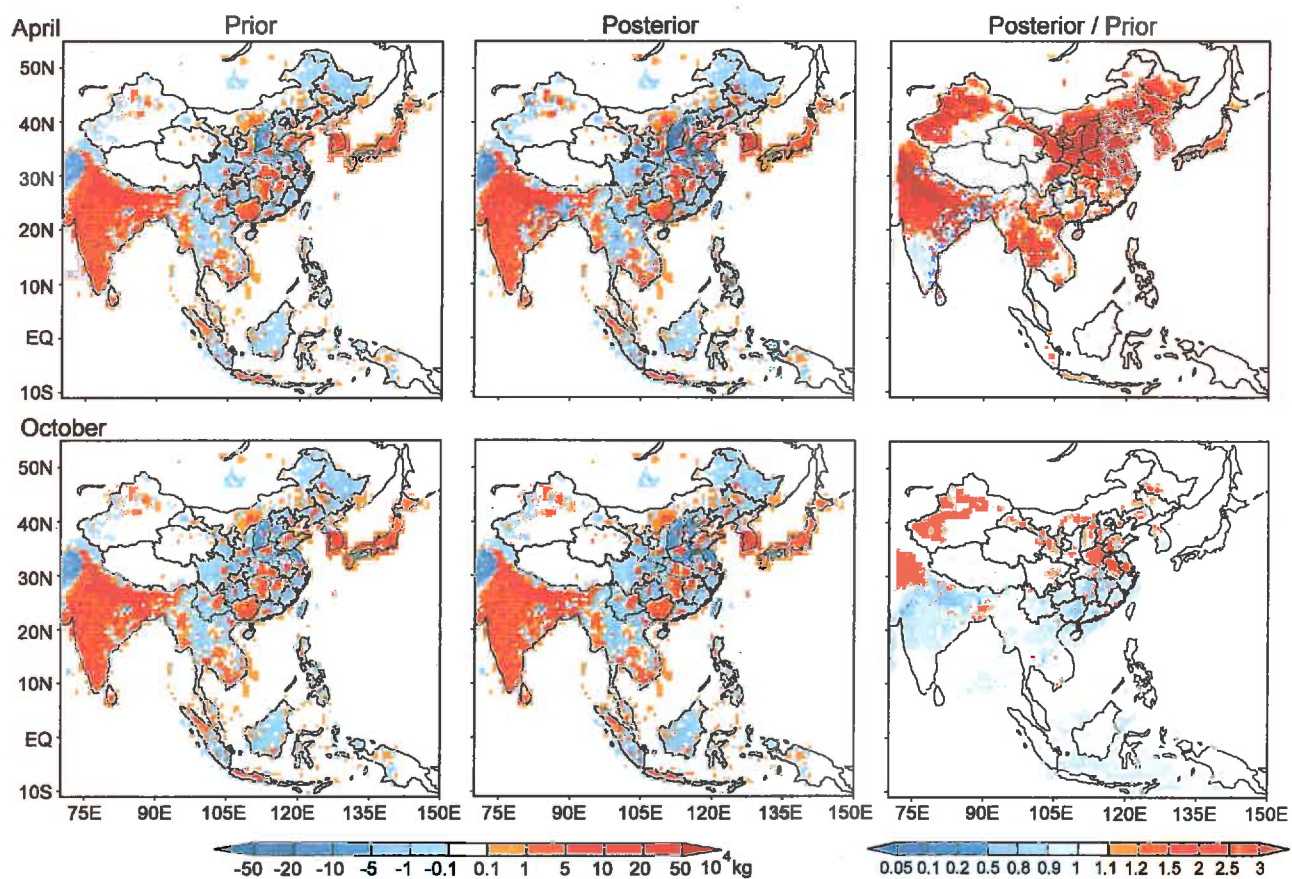 Prior Posterior Posterior / Prior
April
50N
40N
30N
20N
10N
EQ
10S
October
50N
40N
30N
20N
10N
EQ
10S
75E 90E 105E 120E 135E 150E 75E 90E 105E 120E 135E 150E 75E 90E 105E 120E 135E 150E
-50 -20 -10 -5 -1 -0.1 0.1 1 5 10 20 50 10⁴kg 0.05 0.1 0.2 0.5 0.8 0.9 1 1.1 1.2 1.5 2 2.5 3